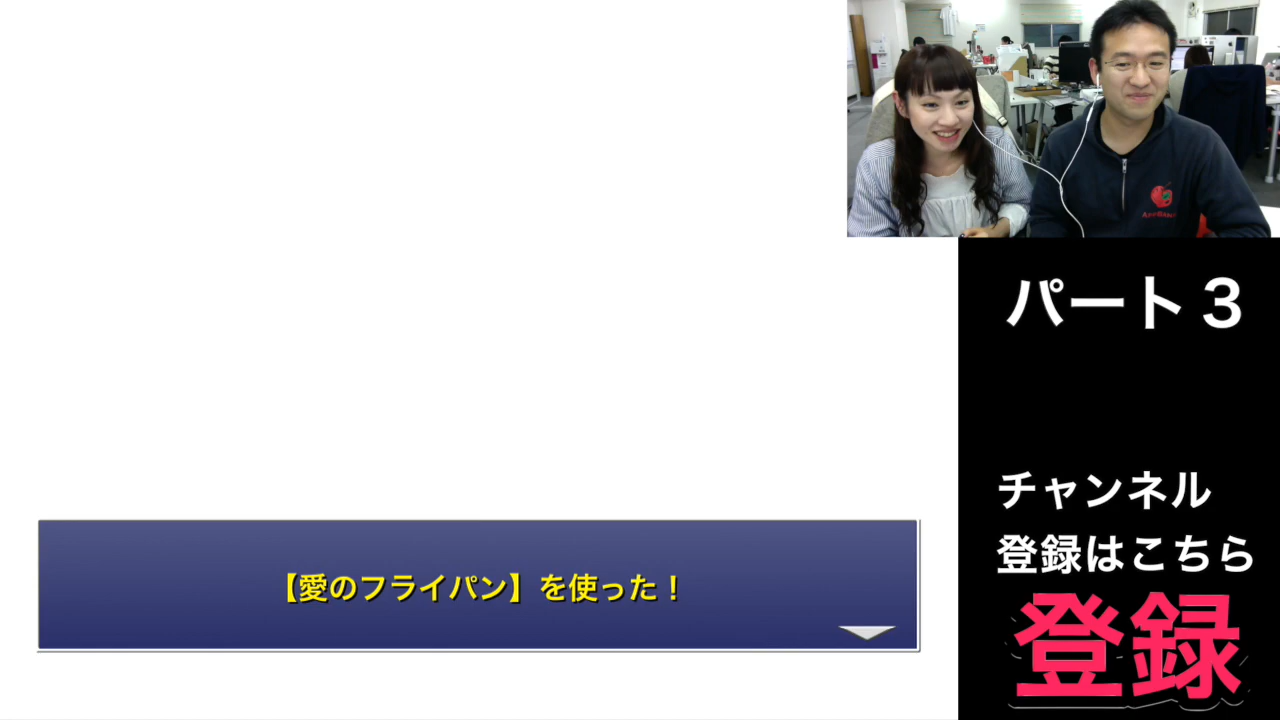 パート３
チャンネル
登録はこちら
登録
【愛のフライパン】を使った！